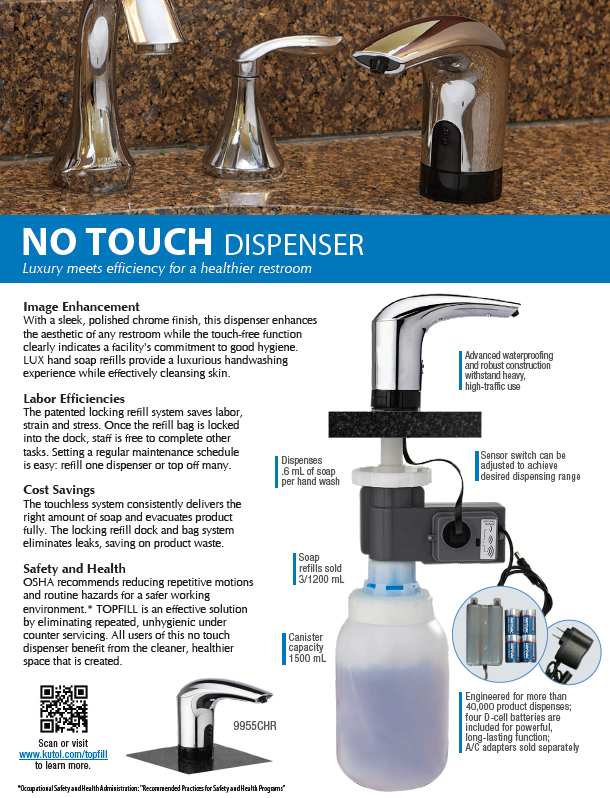 NO TOUCH DISPENSER
Luxury meets efficiency for a healthier restroom
Image Enhancement
With a sleek, polished chrome finish, this dispenser enhances
the aesthetic of any restroom while the touch-free function
clearly indicates a facility's commitment to good hygiene.
LUX hand soap refills provide a luxurious handwashing
experience while effectively cleansing skin.
Labor Efficiencies
The patented locking refill system saves labor,
strain and stress. Once the refill bag is locked
into the dock, staff is free to complete other
tasks. Setting a regular maintenance schedule
is easy: refill one dispenser or top off many.
Cost Savings
The touchless system consistently delivers the
right amount of soap and evacuates product
fully. The locking refill dock and bag system
eliminates leaks, saving on product waste.
Safety and Health
OSHA recommends reducing repetitive motions
and routine hazards for a safer working
environment.* TOPFILL is an effective solution
by eliminating repeated, unhygienic under
counter servicing. All users of this no touch
dispenser benefit from the cleaner, healthier
space that is created.
Scan or visit
www.kutol.com/topfill
to learn more.
9955CHR
Advanced waterproofing
and robust construction
withstand heavy,
high-traffic use
Dispenses
.6 mL of soap
per hand wash
Sensor switch can be
adjusted to achieve
desired dispensing range
Soap
refills sold
3/1200 mL
Canister
capacity
1500 mL
Engineered for more than
40,000 product dispenses;
four D-cell batteries are
included for powerful,
long-lasting function;
A/C adapters sold separately
*Occupational Safety and Health Administration: "Recommended Practices for Safety and Health Programs"